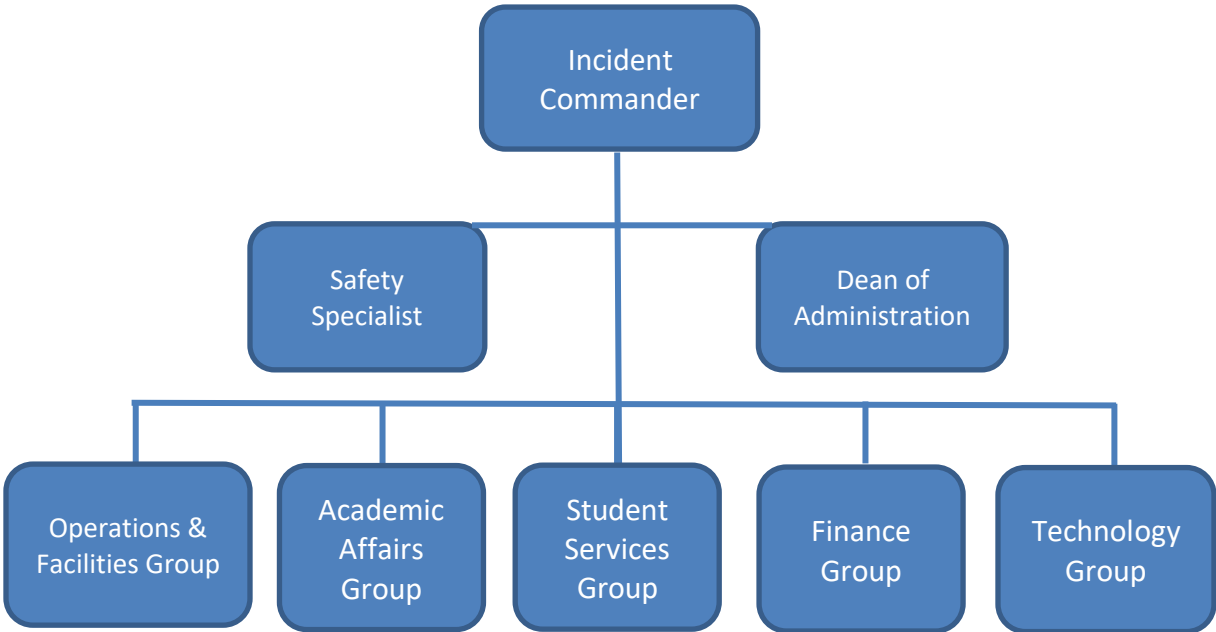 Incident
Commander
Safety
Specialist
Dean of
Administration
Operations &
Facilities Group
Academic
Affairs
Group
Student
Services
Group
Finance
Group
Technology
Group